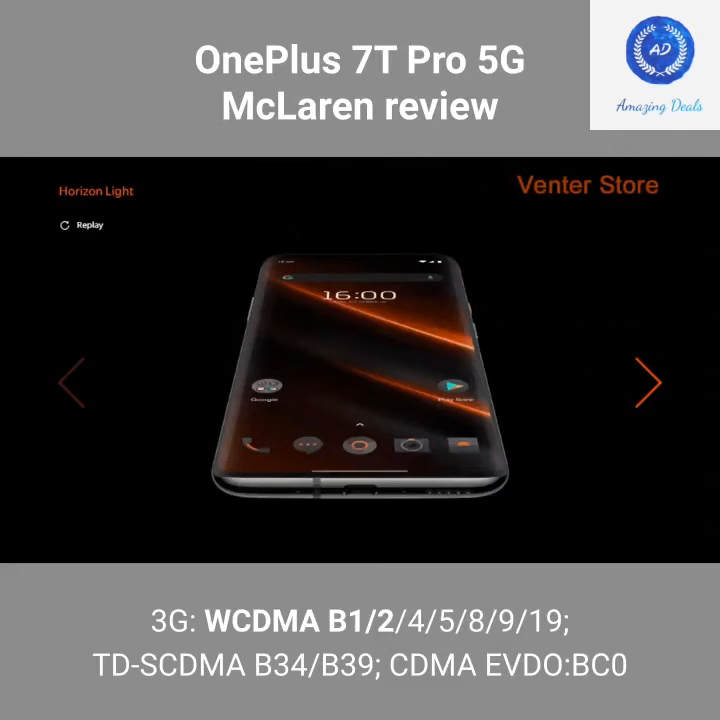 OnePlus 7T Pro 5G
McLaren review
AD
Amazing Deals
Horizon Light
Venter Store
Replay
16:00
Google
Play Store
3G: WCDMA B1/2/4/5/8/9/19;
TD-SCDMA B34/B39; CDMA EVDO:BC0